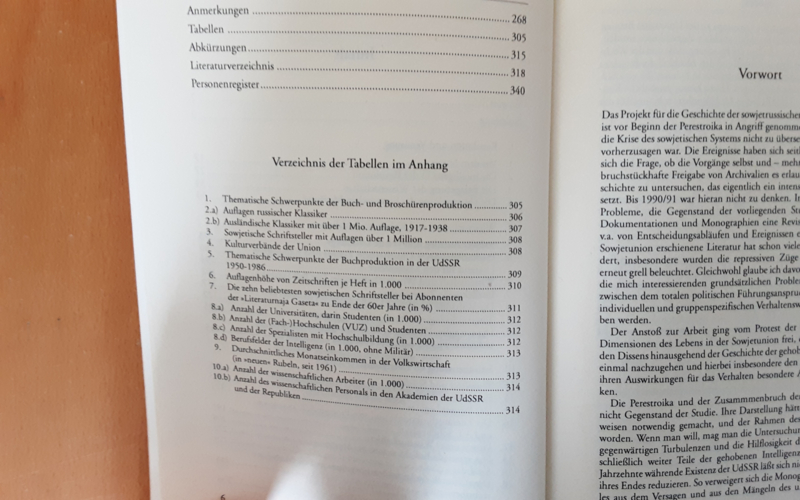 Anmerkungen 268
Tabellen 305
Abkürzungen 315
Literaturverzeichnis 318
Personenregister 340
Verzeichnis der Tabellen im Anhang
1. Thematische Schwerpunkte der Buch- und Broschürenproduktion 305
2.a) Auflagen russischer Klassiker 306
2.b) Ausländische Klassiker mit über 1 Mio. Auflage, 1917-1938 307
3. Sowjetische Schriftsteller mit Auflagen über 1 Million 308
4. Kulturverbände der Union 308
5. Thematische Schwerpunkte der Buchproduktion in der UdSSR
1950-1986 309
6. Auflagenhöhe von Zeitschriften je Heft in 1.000 310
7. Die zehn beliebtesten sowjetischen Schriftsteller bei Abonnenten
der »Literaturnaja Gaseta« zu Ende der 60er Jahre (in %) 311
8.a) Anzahl der Universitäten, darin Studenten (in 1.000) 312
8.b) Anzahl der (Fach-)Hochschulen (VUZ) und Studenten 312
8.c) Anzahl der Spezialisten mit Hochschulbildung (in 1.000) 312
8.d) Berufsfelder der Intelligenz (in 1.000, ohne Militär) 313
9. Durchschnittliches Monatseinkommen in der Volkswirtschaft
(in »neuen« Rubeln, seit 1961) 313
10.a) Anzahl der wissenschaftlichen Arbeiter (in 1.000) 314
10.b) Anzahl des wissenschaftlichen Personals in den Akademien der UdSSR
und der Republiken 314
6
Vorwort
Das Projekt für die Geschichte der sowjetrussischen
ist vor Beginn der Perestroika in Angriff genomm
die Krise des sowjetischen Systems nicht zu überse
vorherzusagen war. Die Ereignisse haben sich seit
sich die Frage, ob die Vorgänge selbst und – mehr
bruchstückhafte Freigabe von Archivalien es erlau
schichte zu untersuchen, das eigentlich ein inten
setzt. Bis 1990/91 war hieran nicht zu denken. In
Probleme, die Gegenstand der vorliegenden Stu
Dokumentationen und Monographien eine Revis
v.a. von Entscheidungsabläufen und Ereignissen e
Sowjetunion erschienene Literatur hat schon viele
dert, insbesondere wurden die repressiven Züge
erneut grell beleuchtet. Gleichwohl glaube ich davo
die mich interessierenden grundsätzlichen Proble
zwischen dem totalen politischen Führungsanspru
individuellen und gruppenspezifischen Verhaltensw
ben werden.
Der Anstoß zur Arbeit ging vom Protest der
Dimensionen des Lebens in der Sowjetunion frei,
den Dissens hinausgehend der Geschichte der gehob
einmal nachzugehen und hierbei insbesondere den
ihren Auswirkungen für das Verhalten besondere A
ken.
Die Perestroika und der Zusammenbruch de
nicht Gegenstand der Studie. Ihre Darstellung hät
weisen notwendig gemacht, und der Rahmen des
worden. Wenn man will, mag man die Untersuchu
gegenwärtigen Turbulenzen und die Hilflosigkeit d
schließlich weiter Teile der gehobenen Intelligen
Jahrzehnte währende Existenz der UdSSR läßt sich ni
ihres Endes reduzieren. So verweigert sich die Monog
les aus dem Versagen und aus den Mängeln des u